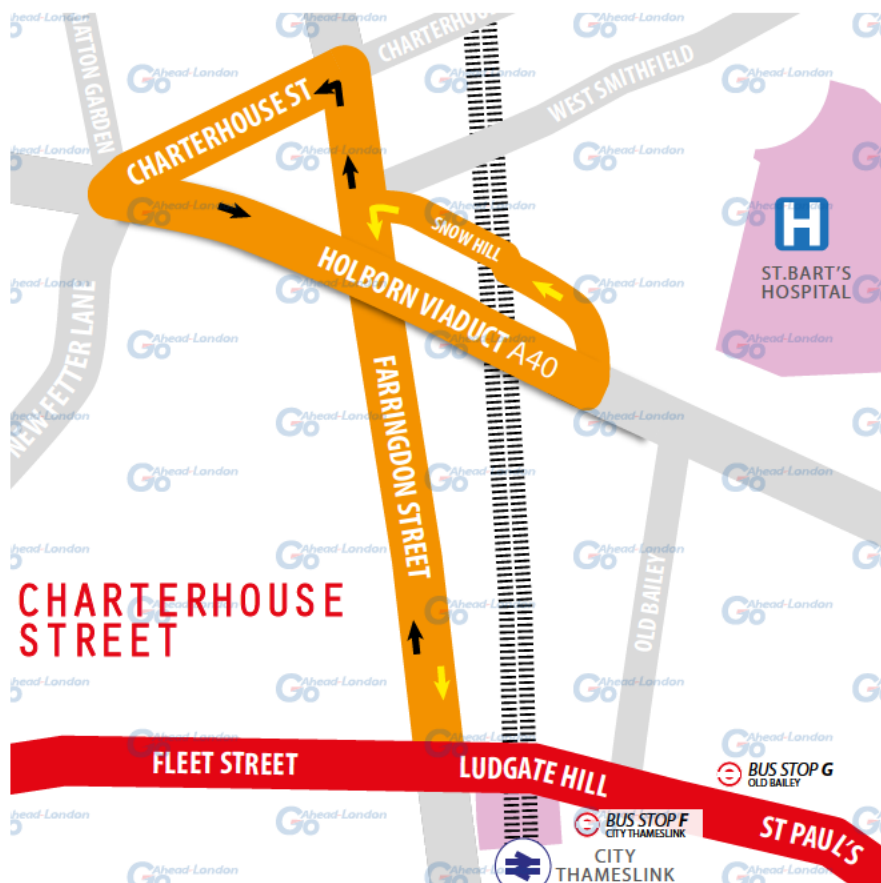 CHARTERHOUS
HATTON GARDEN
WEST SMITHFIELD
CHARTERHOUSE ST
SNOW HILL
H
ST.BART'S
HOSPITAL
HOLBORN VIADUCT A40
NEW FETTER LANE
FARRINGDON STREET
OLD BAILEY
CHARTERHOUSE
STREET
FLEET STREET
LUDGATE HILL
BUS STOP G
OLD BAILEY
BUS STOP F
CITY THAMESLINK
ST PAUL'S
CITY
THAMESLINK
Go Ahead-London